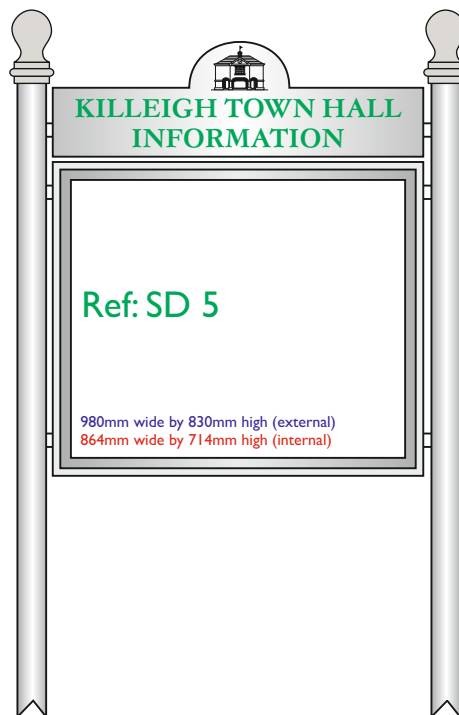 KILLEIGH TOWN HALL
INFORMATION
Ref: SD 5
980mm wide by 830mm high (external)
864mm wide by 714mm high (internal)